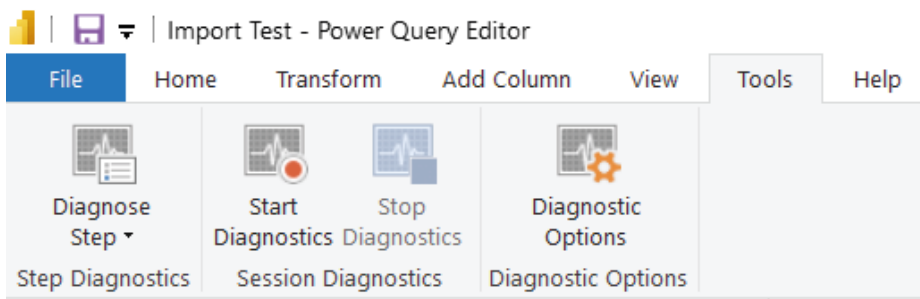 Import Test - Power Query Editor
File Home Transform Add Column View Tools Help
Diagnose Start Stop Diagnostic
Step Diagnostics Diagnostics Options
Step Diagnostics Session Diagnostics Diagnostic Options